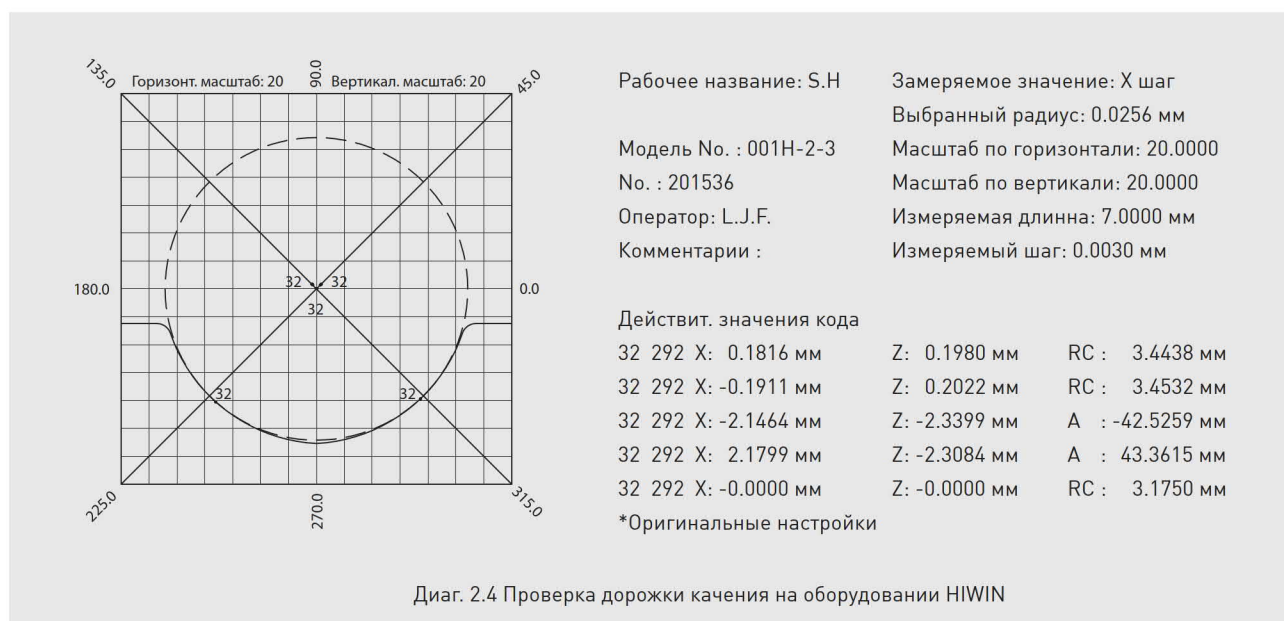 135.0
Горизонт. масштаб: 20
90.0
Вертикал. масштаб: 20
45.0
180.0
32
32
32
0.0
32
32
225.0
270.0
315.0
Рабочее название: S.H
Замеряемое значение: X шаг
Выбранный радиус: 0.0256 мм
Модель No. : 001H-2-3
Масштаб по горизонтали: 20.0000
No. : 201536
Масштаб по вертикали: 20.0000
Оператор: L.J.F.
Измеряемая длинна: 7.0000 мм
Комментарии :
Измеряемый шаг: 0.0030 мм
Действит. значения кода
32 292 X: 0.1816 мм Z: 0.1980 мм RC : 3.4438 мм
32 292 X: -0.1911 мм Z: 0.2022 мм RC : 3.4532 мм
32 292 X: -2.1464 мм Z: -2.3399 мм A : -42.5259 мм
32 292 X: 2.1799 мм Z: -2.3084 мм A : 43.3615 мм
32 292 X: -0.0000 мм Z: -0.0000 мм RC : 3.1750 мм
*Оригинальные настройки
Диаг. 2.4 Проверка дорожки качения на оборудовании HIWIN